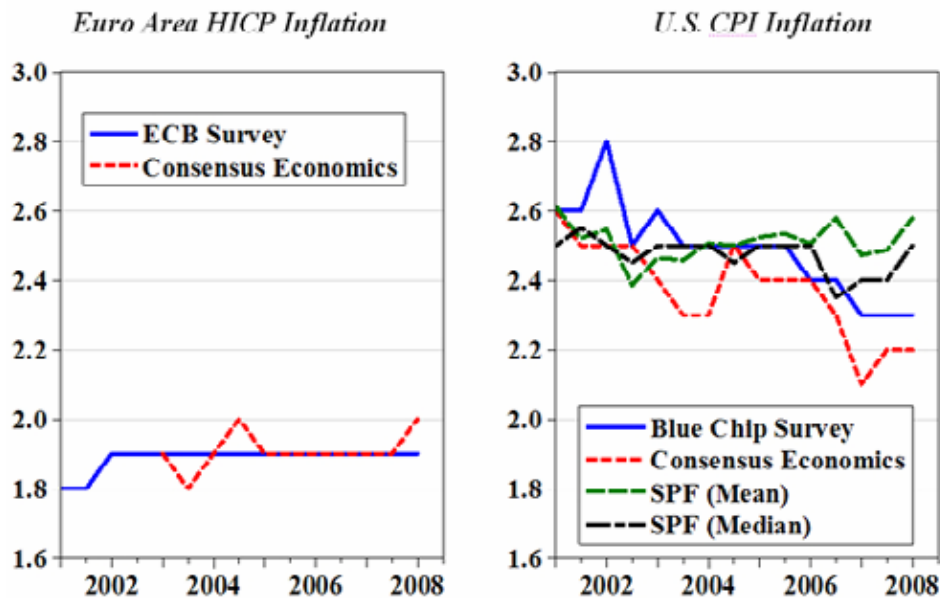 Euro Area HICP Inflation
3.0
2.8
2.6
2.4
2.2
2.0
1.8
1.6
ECB Survey
Consensus Economics
2002 2004 2006 2008
U.S. CPI Inflation
3.0
2.8
2.6
2.4
2.2
2.0
1.8
1.6
Blue Chip Survey
Consensus Economics
SPF (Mean)
SPF (Median)
2002 2004 2006 2008